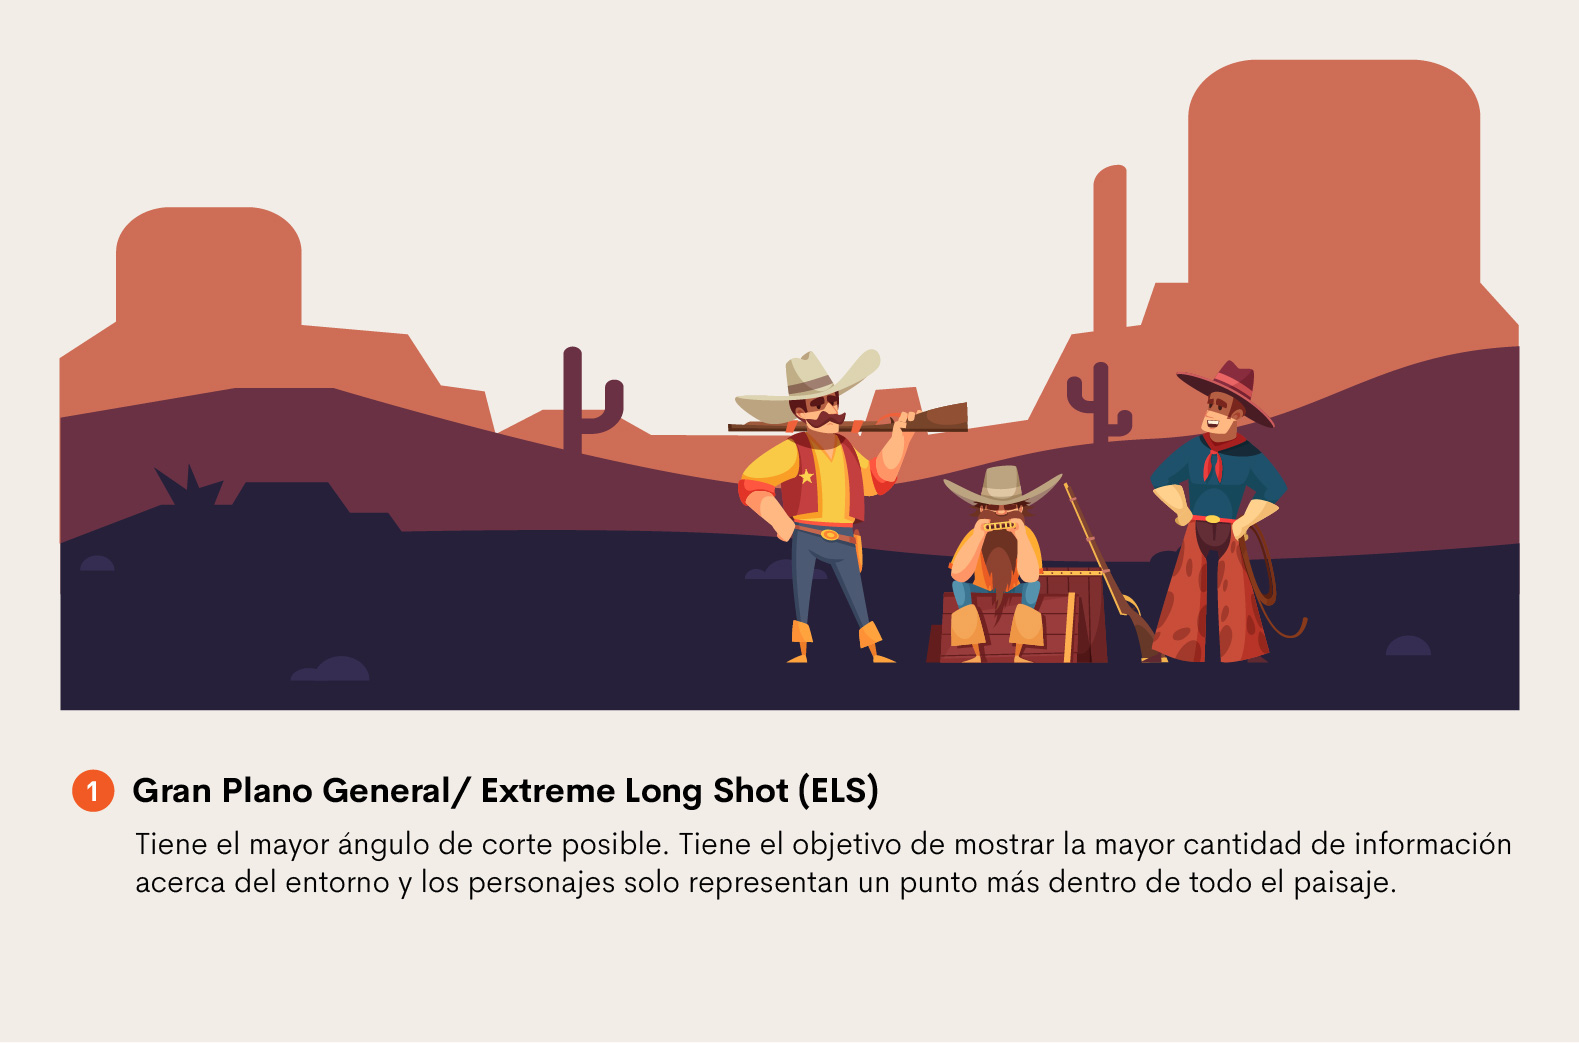 1 Gran Plano General/ Extreme Long Shot (ELS)
Tiene el mayor ángulo de corte posible. Tiene el objetivo de mostrar la mayor cantidad de información
acerca del entorno y los personajes solo representan un punto más dentro de todo el paisaje.